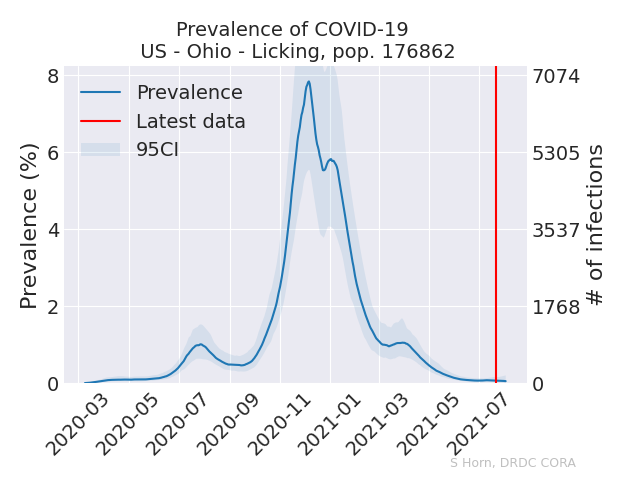 Prevalence of COVID-19
US - Ohio - Licking, pop. 176862
Prevalence
Latest data
95CI
Prevalence (%)
8
6
4
2
0
7074
5305
3537
1768
0
# of infections
2020-03
2020-05
2020-07
2020-09
2020-11
2021-01
2021-03
2021-05
2021-07
S Horn, DRDC CORA